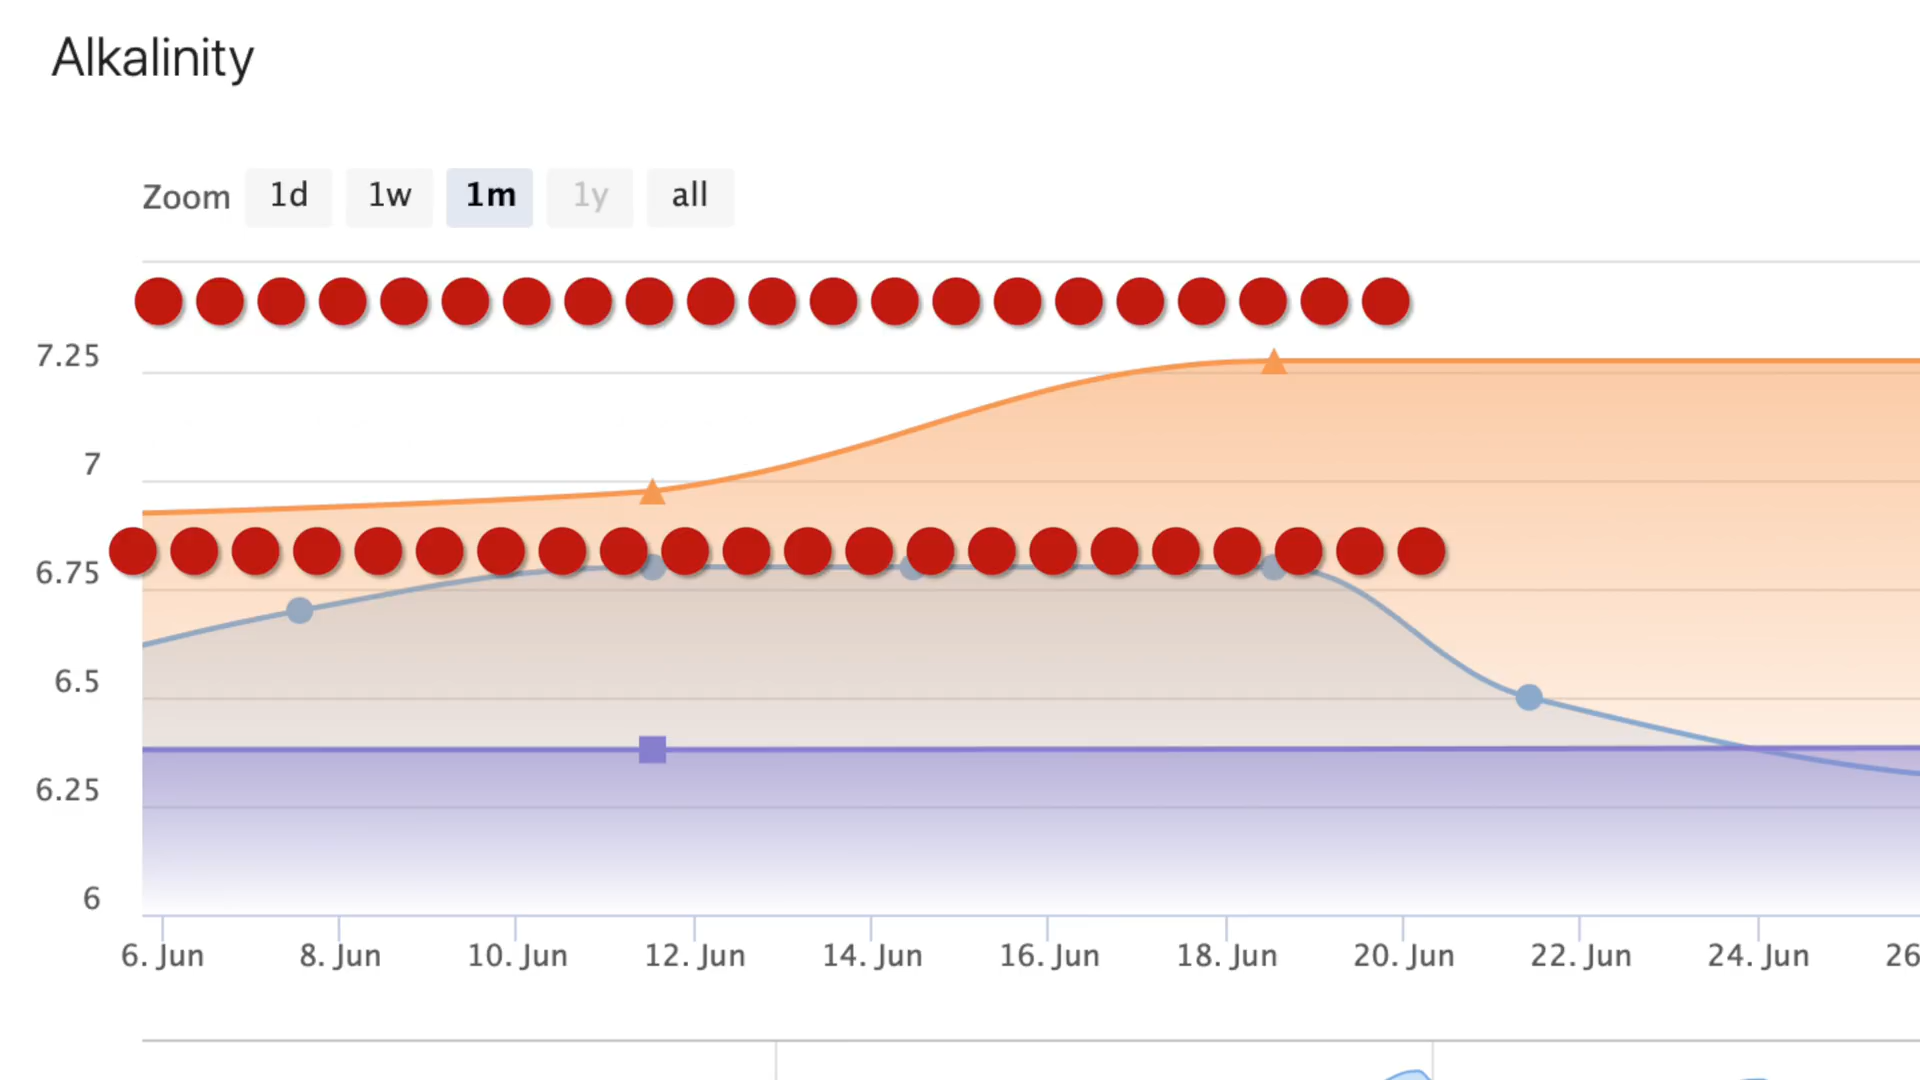 Alkalinity
Zoom 1d 1w 1m 1y all
7.25
7
6.75
6.5
6.25
6
6. Jun 8. Jun 10. Jun 12. Jun 14. Jun 16. Jun 18. Jun 20. Jun 22. Jun 24. Jun 26